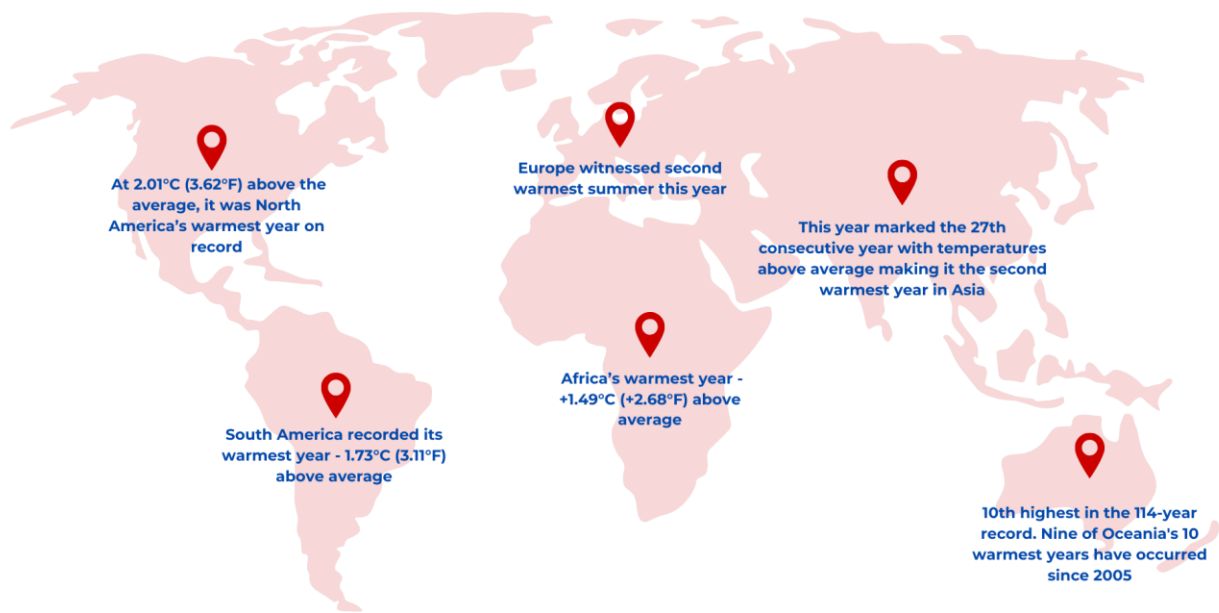 At 2.01°C (3.62°F) above the
average, it was North
America's warmest year on
record
Europe witnessed second
warmest summer this year
This year marked the 27th
consecutive year with temperatures
above average making it the second
warmest year in Asia
Africa's warmest year -
+1.49°C (+2.68°F) above
average
South America recorded its
warmest year - 1.73°C (3.11°F)
above average
10th highest in the 114-year
record. Nine of Oceania's 10
warmest years have occurred
since 2005